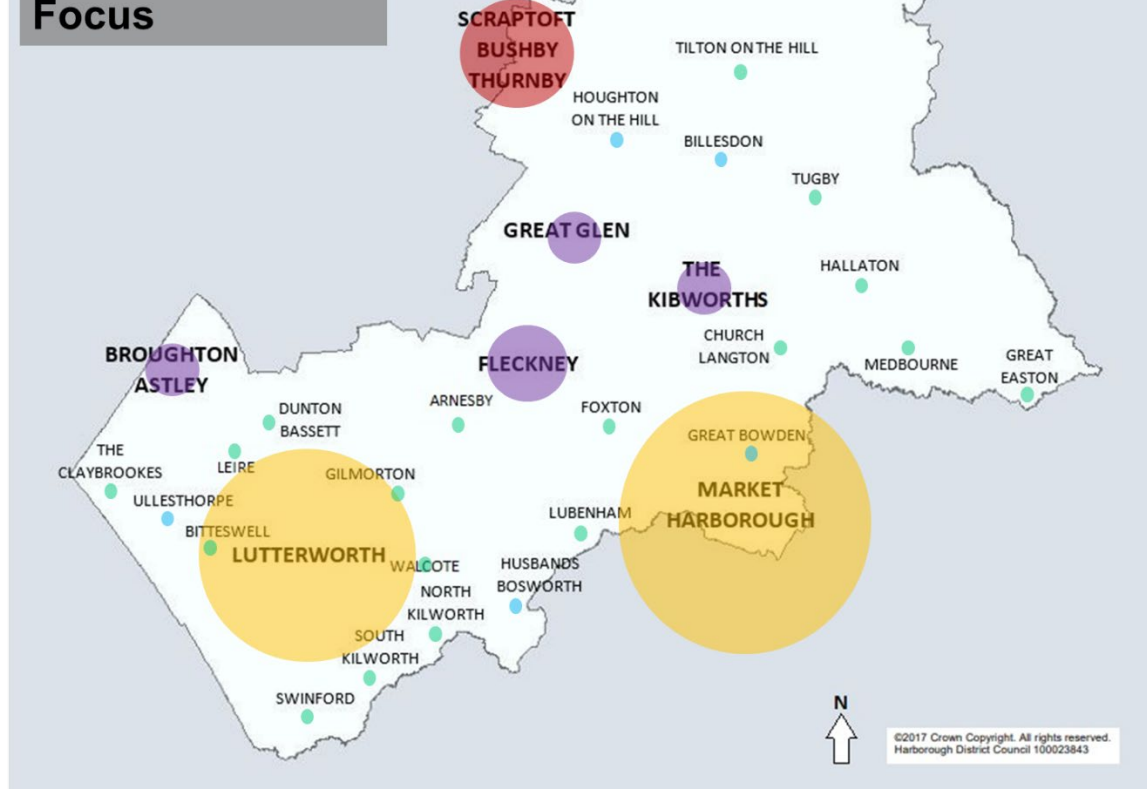 Focus
SCRAPTOFT
BUSHBY
THURNBY
TILTON ON THE HILL
HOUGHTON
ON THE HILL
BILLESDON
TUGBY
GREAT GLEN
THE
KIBWORTHS
HALLATON
CHURCH
LANGTON
MEDBOURNE
GREAT
EASTON
BROUGHTON
ASTLEY
FLECKNEY
ARNESBY
FOXTON
DUNTON
BASSETT
THE
CLAYBROOKES
LEIRE
GILMORTON
GREAT BOWDEN
MARKET
HARBOROUGH
ULLESTHORPE
BITTESWELL
LUTTERWORTH
LUBENHAM
WALCOTE
HUSBANDS
BOSWORTH
NORTH
KILWORTH
SOUTH
KILWORTH
SWINFORD
N
©2017 Crown Copyright. All rights reserved.
Harborough District Council 100023843